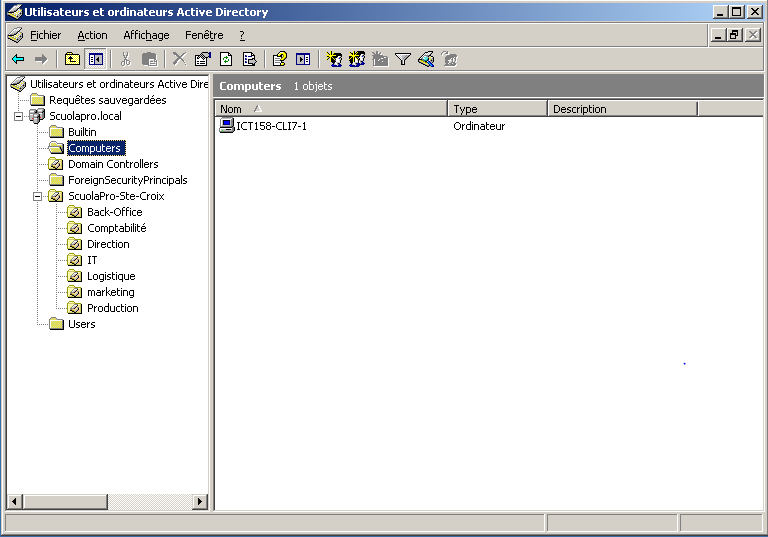 Utilisateurs et ordinateurs Active Directory
Fichier Action Affichage Fenêtre ?
Utilisateurs et ordinateurs Active Dire
Requêtes sauvegardées
Scuolapro.local
Builtin
Computers
Domain Controllers
ForeignSecurityPrincipals
ScuolaPro-Ste-Croix
Back-Office
Comptabilité
Direction
IT
Logistique
marketing
Production
Users
Computers 1 objets
Nom Type Description
ICT158-CLI7-1 Ordinateur